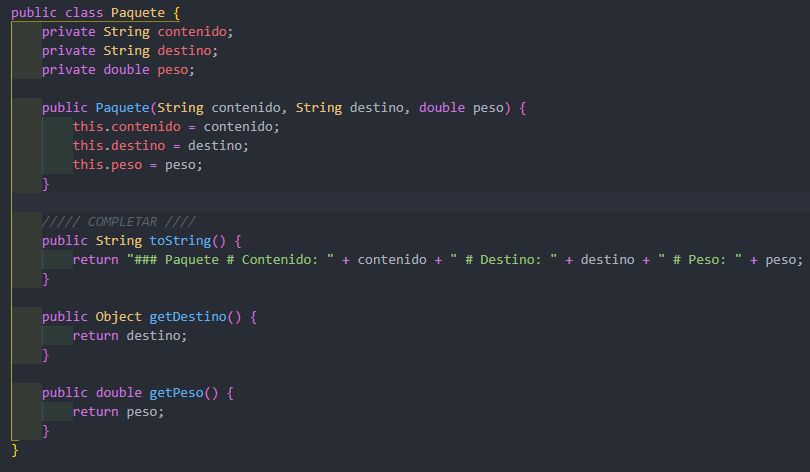 public class Paquete {
    private String contenido;
    private String destino;
    private double peso;
    public Paquete(String contenido, String destino, double peso) {
        this.contenido = contenido;
        this.destino = destino;
        this.peso = peso;
    }
    ///// COMPLETAR ////
    public String toString() {
        return "### Paquete # Contenido: " + contenido + " # Destino: " + destino + " # Peso: " + peso;
    }
    public Object getDestino() {
        return destino;
    }
    public double getPeso() {
        return peso;
    }
}